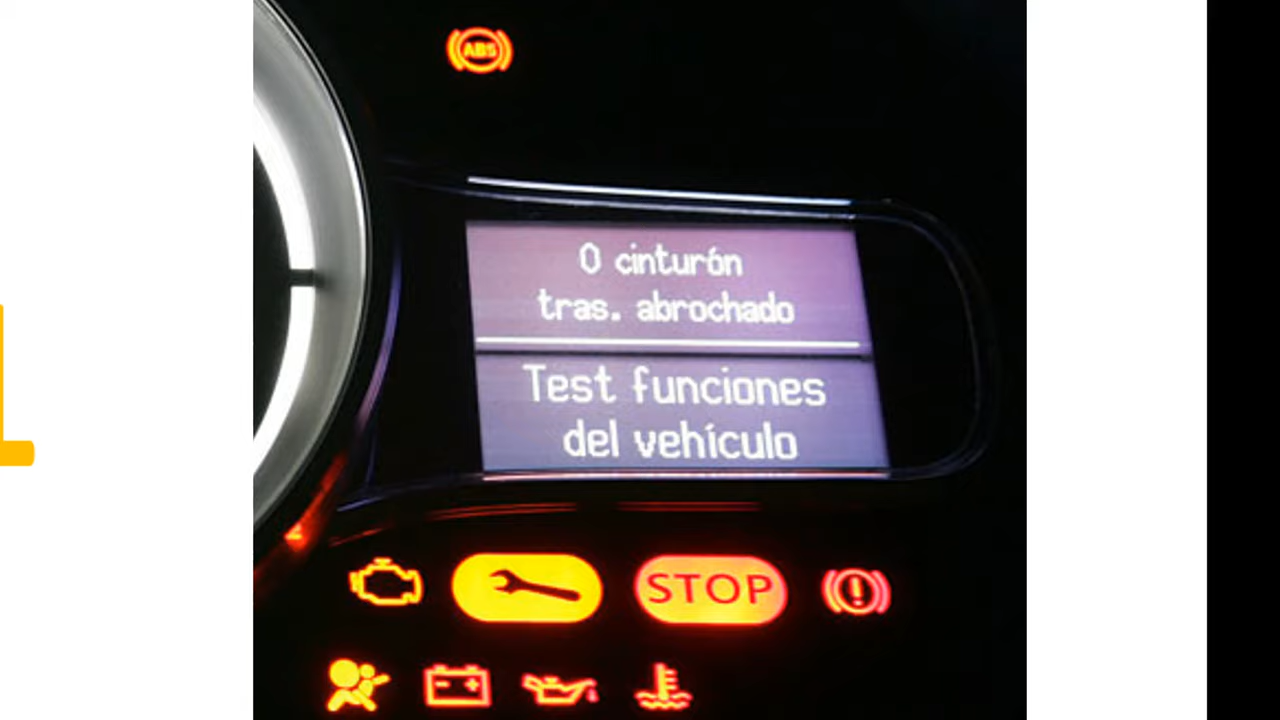 ABS
0 cinturón
tras. abrochado
Test funciones
del vehículo
STOP